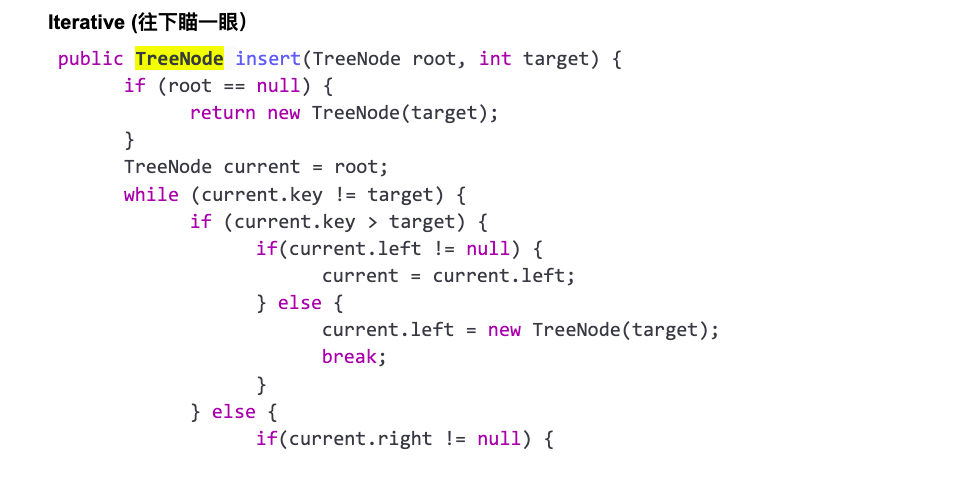 Iterative (往下瞄一眼）
public TreeNode insert(TreeNode root, int target) {
if (root == null) {
return new TreeNode(target);
}
TreeNode current = root;
while (current.key != target) {
if (current.key > target) {
if(current.left != null) {
current = current.left;
} else {
current.left = new TreeNode(target);
break;
}
} else {
if(current.right != null) {